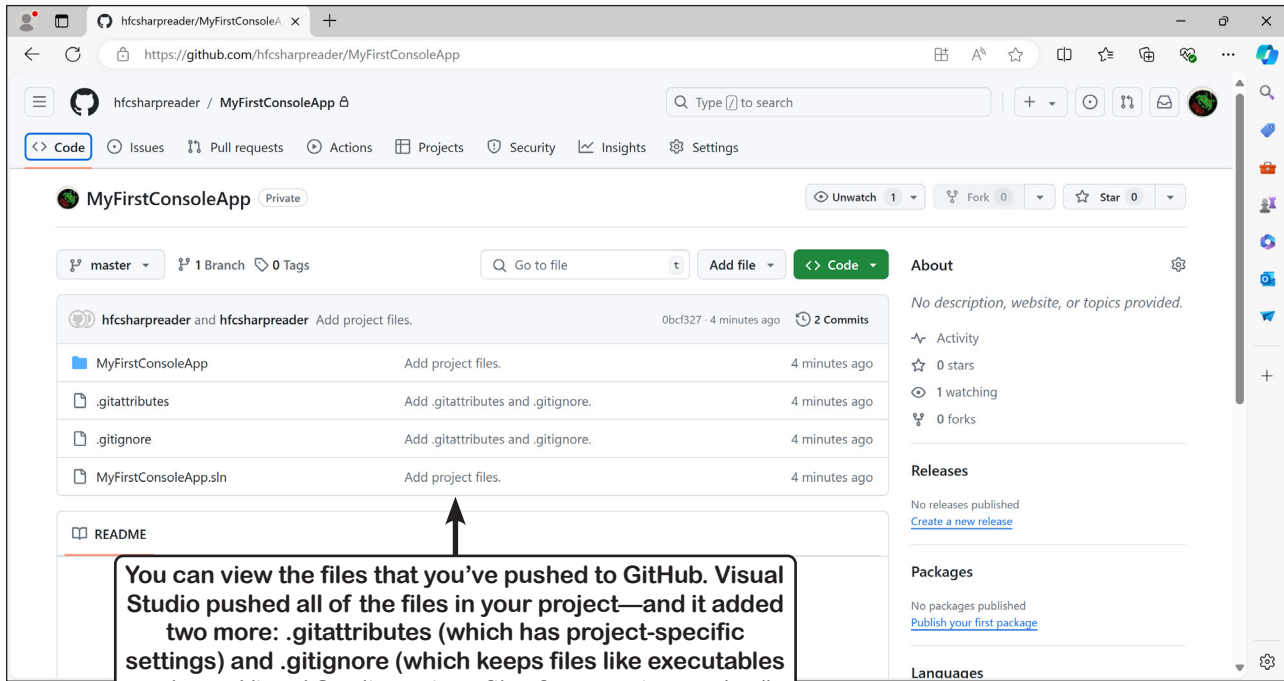 hfcsharpreader/MyFirstConsoleA
https://github.com/hfcsharpreader/MyFirstConsoleApp
hfcsharpreader / MyFirstConsoleApp
Type / to search
Code Issues Pull requests Actions Projects Security Insights Settings
MyFirstConsoleApp Private
Unwatch 1 Fork 0 Star 0
master 1 Branch 0 Tags Go to file t Add file Code
hfcsharpreader and hfcsharpreader Add project files. 0bcf327 · 4 minutes ago 2 Commits
MyFirstConsoleApp Add project files. 4 minutes ago
.gitattributes Add .gitattributes and .gitignore. 4 minutes ago
.gitignore Add .gitattributes and .gitignore. 4 minutes ago
MyFirstConsoleApp.sln Add project files. 4 minutes ago
README
You can view the files that you've pushed to GitHub. Visual
Studio pushed all of the files in your project—and it added
two more: .gitattributes (which has project-specific
settings) and .gitignore (which keeps files like executables
About
No description, website, or topics provided.
Activity
0 stars
1 watching
0 forks
Releases
No releases published
Create a new release
Packages
No packages published
Publish your first package
Languages